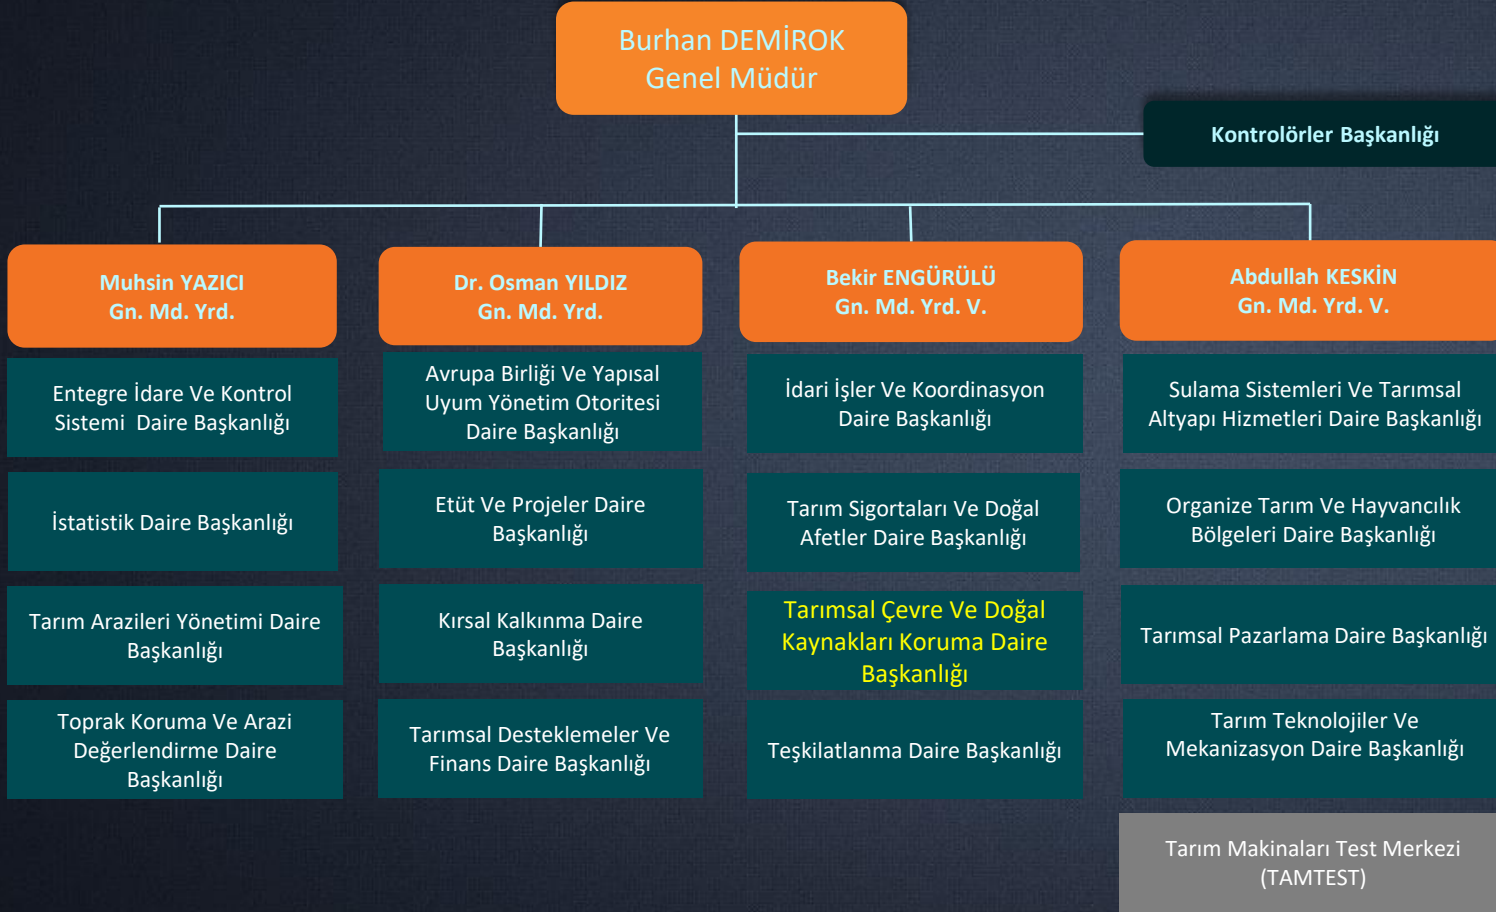 Burhan DEMİROK
Genel Müdür
Kontrolörler Başkanlığı
Muhsin YAZICI
Gn. Md. Yrd.
Entegre İdare Ve Kontrol
Sistemi  Daire Başkanlığı
İstatistik Daire Başkanlığı
Tarım Arazileri Yönetimi Daire
Başkanlığı
Toprak Koruma Ve Arazi
Değerlendirme Daire
Başkanlığı
Dr. Osman YILDIZ
Gn. Md. Yrd.
Avrupa Birliği Ve Yapısal
Uyum Yönetim Otoritesi
Daire Başkanlığı
Etüt Ve Projeler Daire
Başkanlığı
Kırsal Kalkınma Daire
Başkanlığı
Tarımsal Desteklemeler Ve
Finans Daire Başkanlığı
Bekir ENGÜRÜLÜ
Gn. Md. Yrd. V.
İdari İşler Ve Koordinasyon
Daire Başkanlığı
Tarım Sigortaları Ve Doğal
Afetler Daire Başkanlığı
Tarımsal Çevre Ve Doğal
Kaynakları Koruma Daire
Başkanlığı
Teşkilatlanma Daire Başkanlığı
Abdullah KESKİN
Gn. Md. Yrd. V.
Sulama Sistemleri Ve Tarımsal
Altyapı Hizmetleri Daire Başkanlığı
Organize Tarım Ve Hayvancılık
Bölgeleri Daire Başkanlığı
Tarımsal Pazarlama Daire Başkanlığı
Tarım Teknolojiler Ve
Mekanizasyon Daire Başkanlığı
Tarım Makinaları Test Merkezi
(TAMTEST)